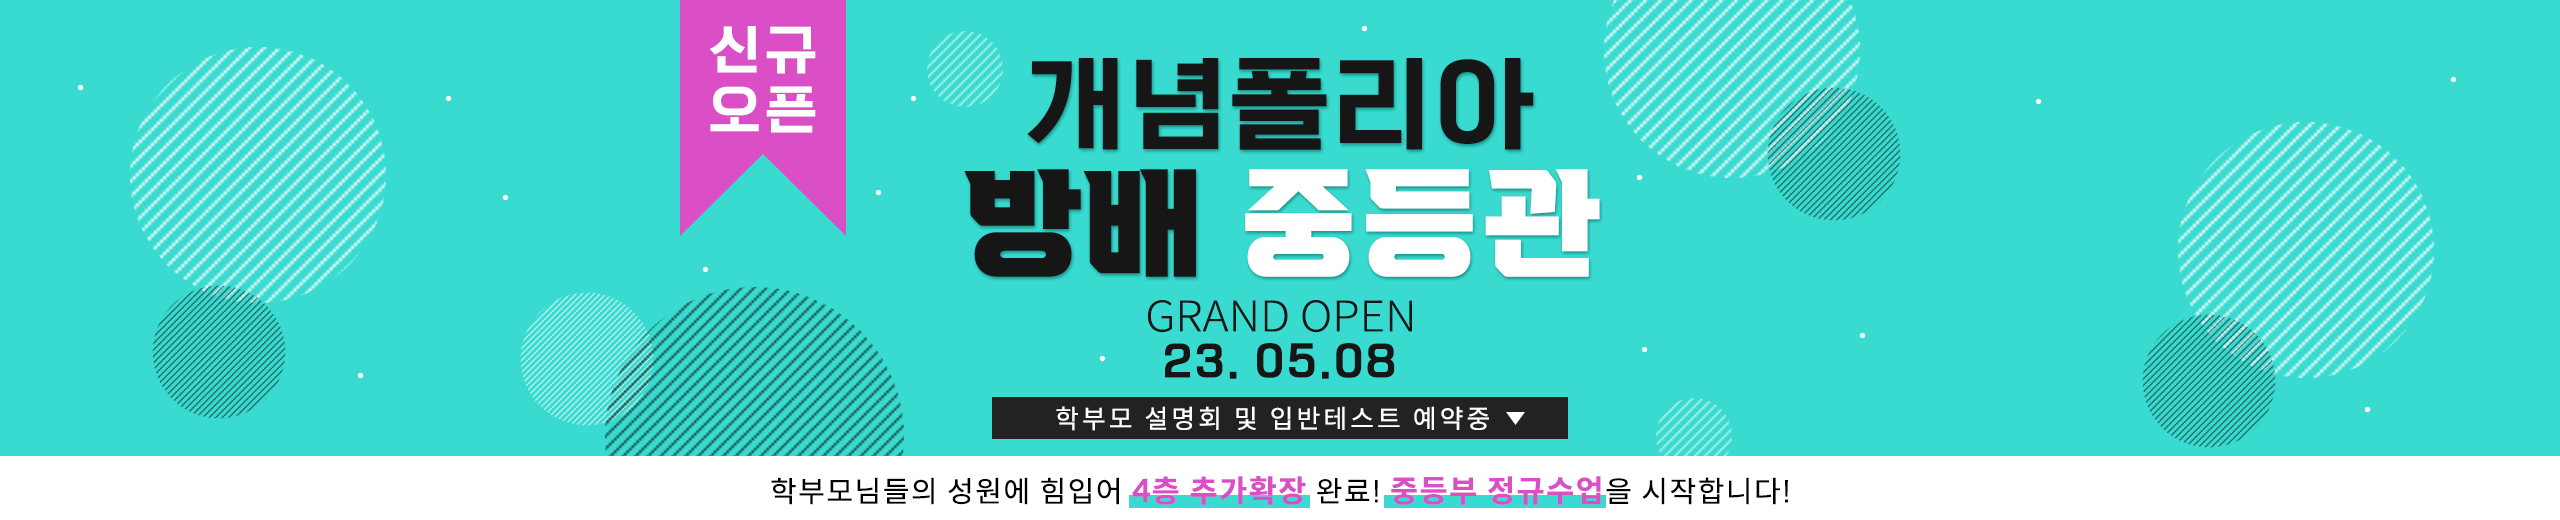 신규
오픈
개념폴리아
방배 중등관
GRAND OPEN
23. 05.08
학부모 설명회 및 입반테스트 예약중 ▼
학부모님들의 성원에 힘입어 4층 추가확장 완료! 중등부 정규수업을 시작합니다!